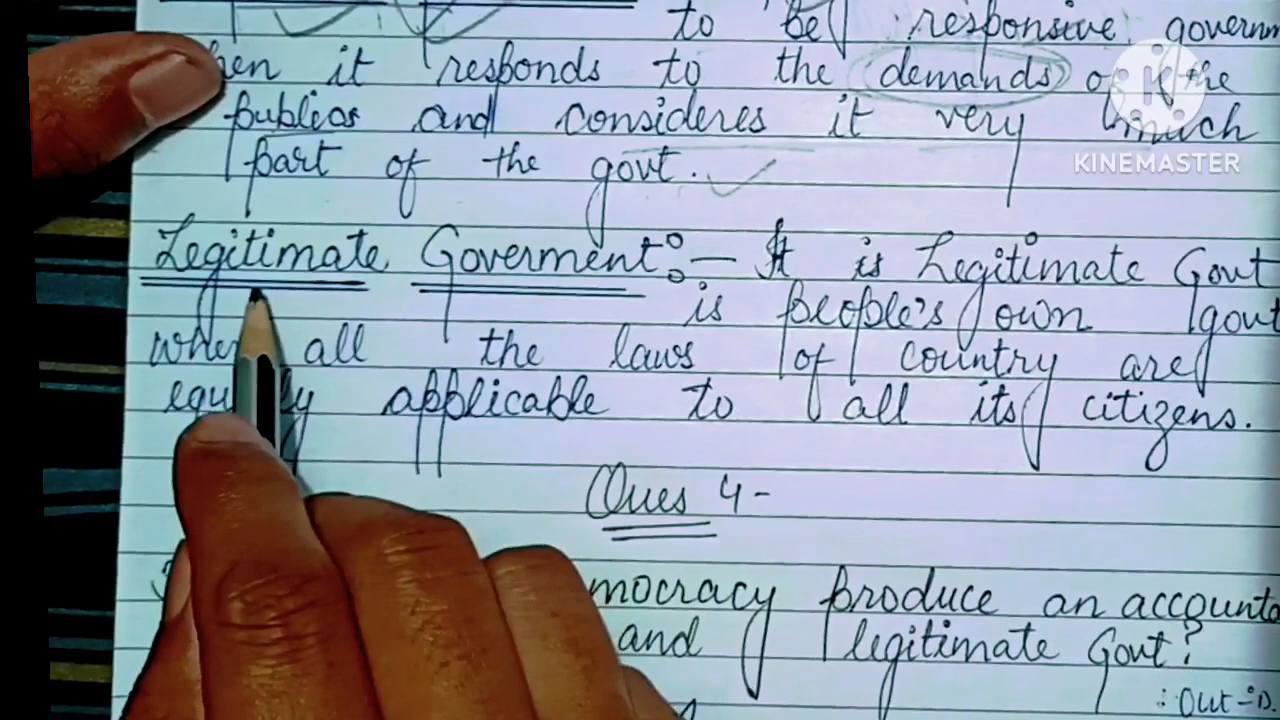 to be responsive governm
hen it responds to the demands of the
publics and consideres it very much
part of the govt.
Legitimate Goverment :- It is Legitimate Govt
is people's own govt
when all the laws of country are
equally applicable to all its citizens.
Ques 4-
mocracy produce an accounta
and legitimate Govt?
KINEMASTER